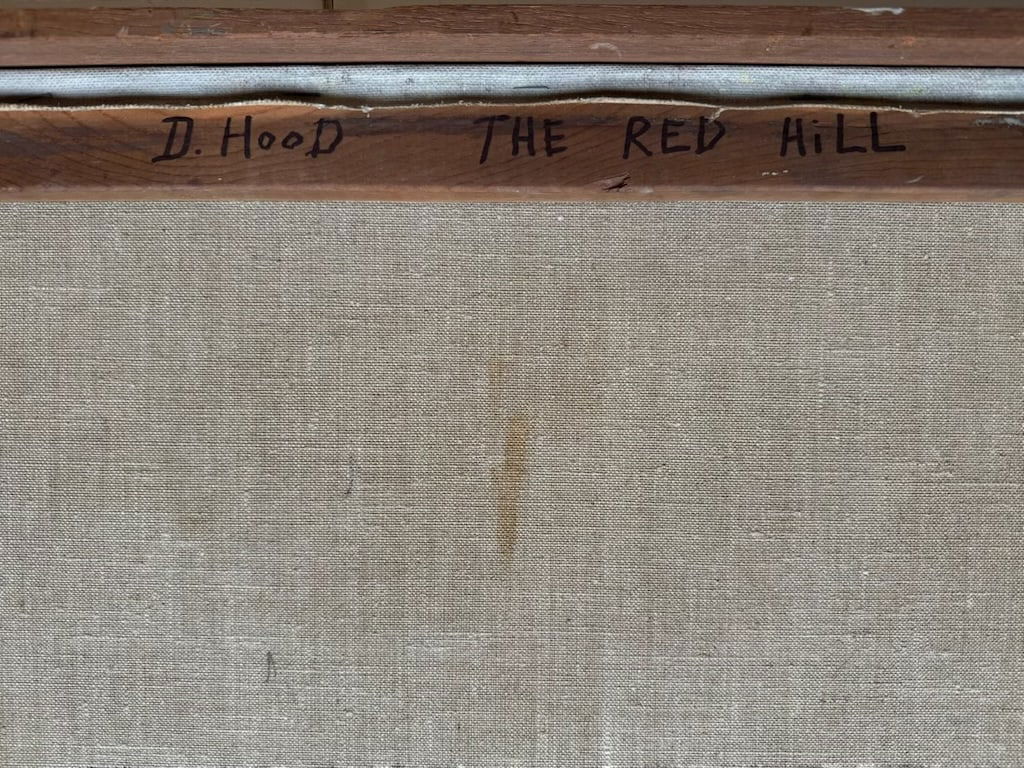 D. HooD THE RED HiLL